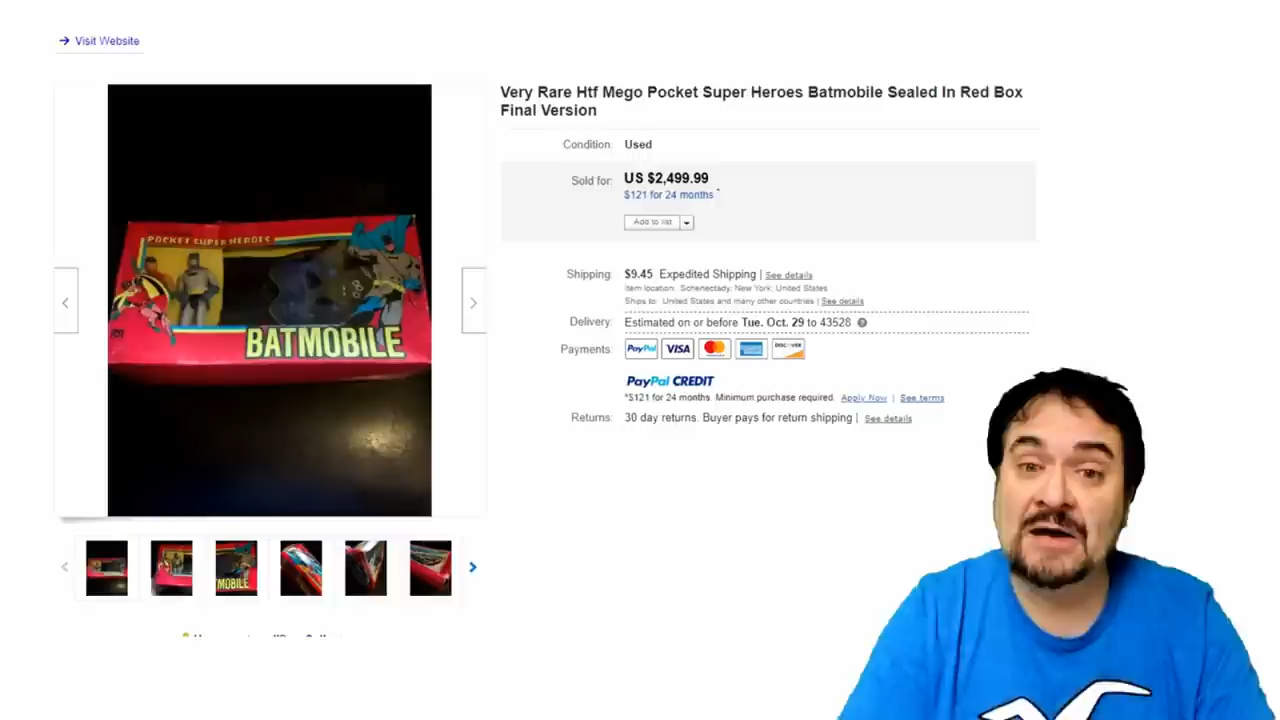 Visit Website
Very Rare Htf Mego Pocket Super Heroes Batmobile Sealed In Red Box
Final Version
Condition: Used
Sold for: US $2,499.99
$121 for 24 months *
Add to list
POCKET SUPER HEROES
BATMOBILE
Shipping: $9.45 Expedited Shipping | See details
Item location: Schenectady, New York, United States
Ships to: United States and many other countries | See details
Delivery: Estimated on or before Tue. Oct. 29 to 43528
Payments: PayPal VISA MasterCard DISCOVER
PayPal CREDIT
*$121 for 24 months. Minimum purchase required. Apply Now | See terms
Returns: 30 day returns. Buyer pays for return shipping | See details
MOBILE